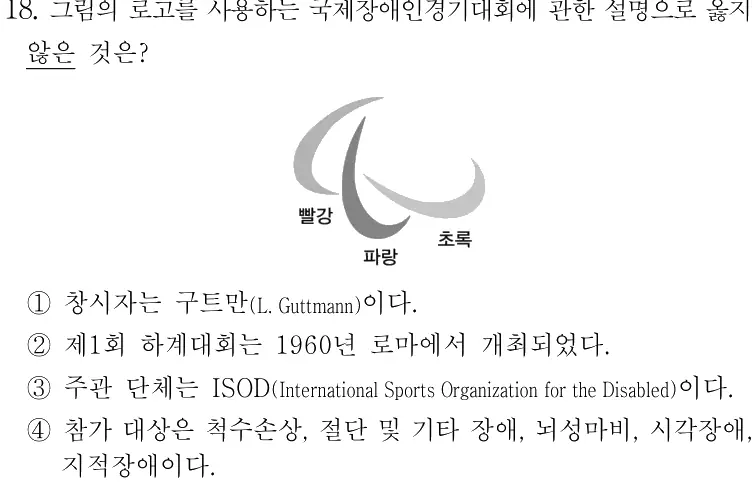 18. 그림의 로고를 사용하는 국제장애인경기대회에 관한 설명으로 옳지
않은 것은?
빨강
초록
파랑
① 창시자는 구트만(L. Guttmann)이다.
② 제1회 하계대회는 1960년 로마에서 개최되었다.
③ 주관 단체는 ISOD(International Sports Organization for the Disabled)이다.
④ 참가 대상은 척수손상, 절단 및 기타 장애, 뇌성마비, 시각장애,
지적장애이다.